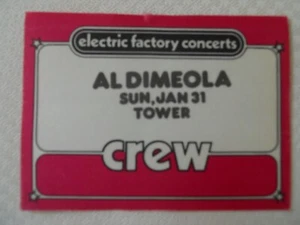 electric factory concerts
AL DIMEOLA
SUN, JAN 31
TOWER
crew